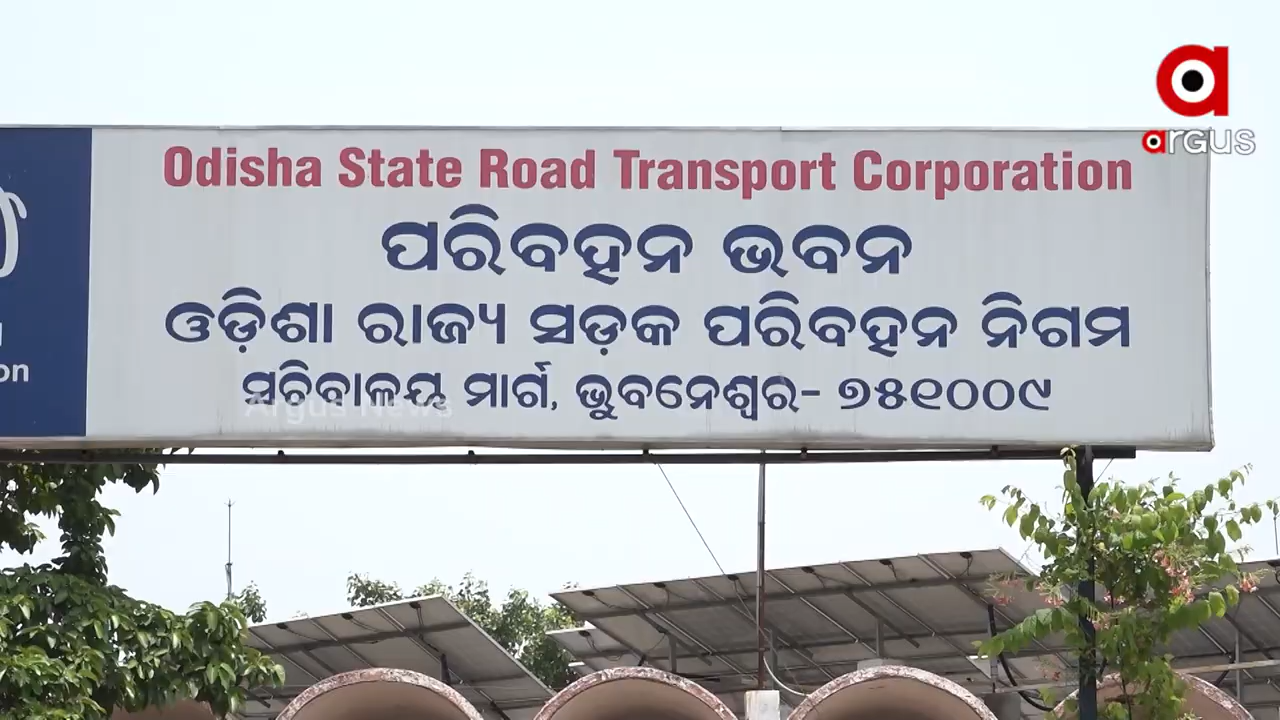 argus
Odisha State Road Transport Corporation
ପରିବହନ ଭବନ
ଓଡ଼ିଶା ରାଜ୍ୟ ସଡ଼କ ପରିବହନ ନିଗମ
ସଚିବାଳୟ ମାର୍ଗ, ଭୁବନେଶ୍ୱର- ୭୫୧୦୦୯
Argus News